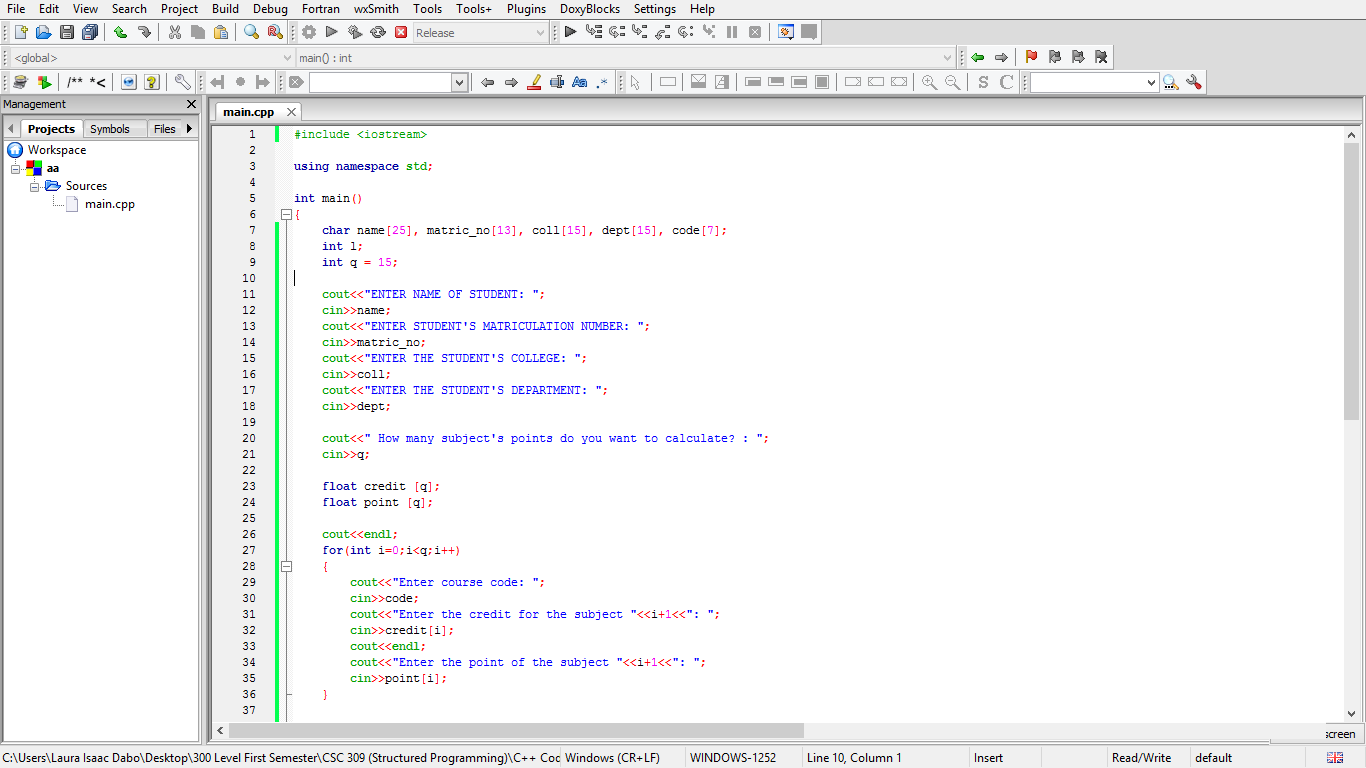 File Edit View Search Project Build Debug Fortran wxSmith Tools Tools+ Plugins DoxyBlocks Settings Help
Release
<global> main() : int
/** *<
Aa .* S C
Management
Projects Symbols Files
main.cpp
Workspace
aa
Sources
main.cpp
1 #include <iostream>
2
3 using namespace std;
4
5 int main()
6 {
7 char name[25], matric_no[13], coll[15], dept[15], code[7];
8 int l;
9 int q = 15;
10
11 cout<<"ENTER NAME OF STUDENT: ";
12 cin>>name;
13 cout<<"ENTER STUDENT'S MATRICULATION NUMBER: ";
14 cin>>matric_no;
15 cout<<"ENTER THE STUDENT'S COLLEGE: ";
16 cin>>coll;
17 cout<<"ENTER THE STUDENT'S DEPARTMENT: ";
18 cin>>dept;
19
20 cout<<" How many subject's points do you want to calculate? : ";
21 cin>>q;
22
23 float credit [q];
24 float point [q];
25
26 cout<<endl;
27 for(int i=0;i<q;i++)
28 {
29 cout<<"Enter course code: ";
30 cin>>code;
31 cout<<"Enter the credit for the subject "<<i+1<<": ";
32 cin>>credit[i];
33 cout<<endl;
34 cout<<"Enter the point of the subject "<<i+1<<": ";
35 cin>>point[i];
36 }
37
screen
C:\Users\Laura Isaac Dabo\Desktop\300 Level First Semester\CSC 309 (Structured Programming)\C++ Cod Windows (CR+LF) WINDOWS-1252 Line 10, Column 1 Insert Read/Write default